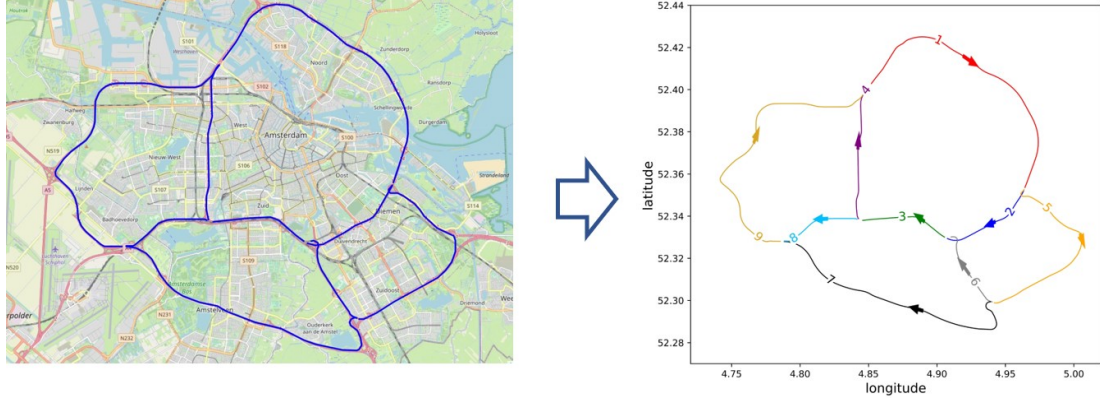 S101
S118
Noord
Zunderdorp
Holysloot
Ransdorp
S102
Halfweg
Zwanenburg
Schellingwoude
Durgerdam
West
Amsterdam
S100
N519
Nieuw-West
S106
Oost
A5
Lijnden
S107
Strandeiland
S114
Zuid
Diemen
Badhoevedorp
Duivendrecht
N520
S109
Zuidoost
Driemond
Amstelveen
Ouderkerk
aan de Amstel
N231
N232
52.44
52.42
52.40
52.38
52.36
52.34
52.32
52.30
52.28
latitude
1
4
5
2
3
9
8
7
6
4.75
4.80
4.85
4.90
4.95
5.00
longitude